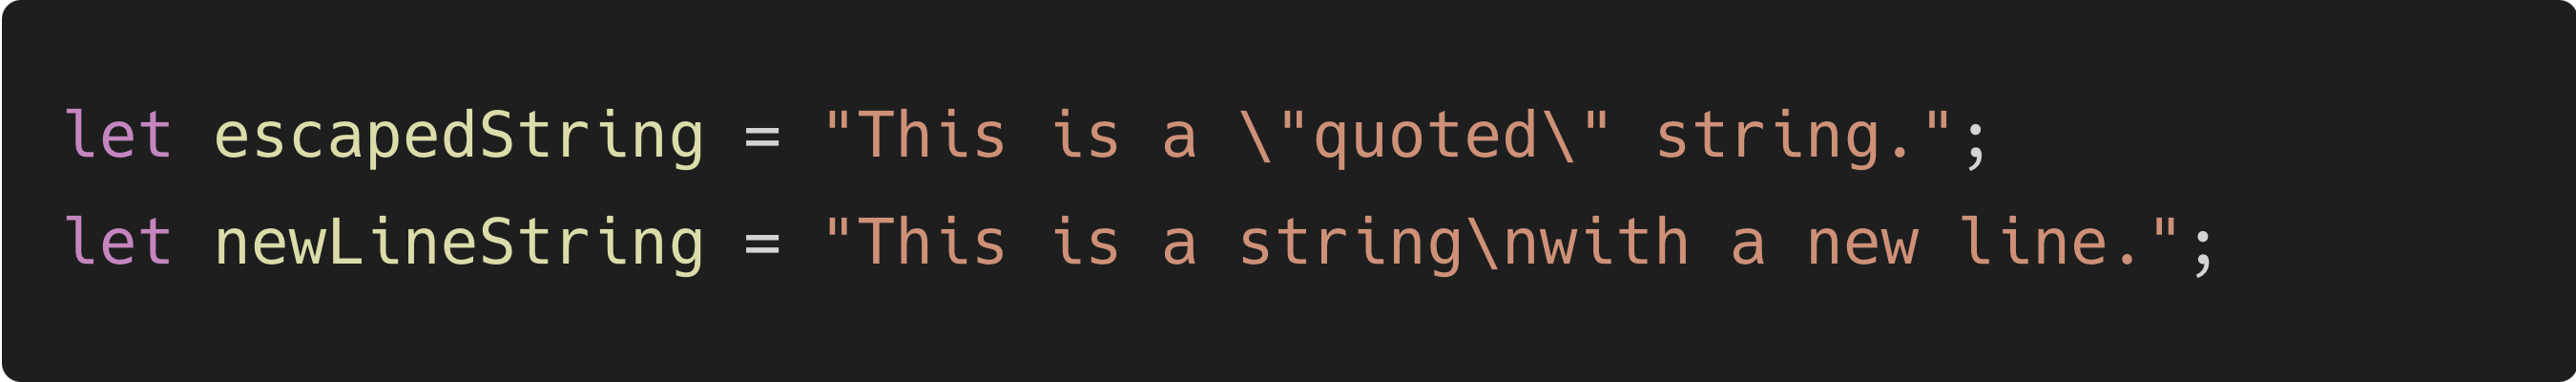 let escapedString = "This is a \"quoted\" string.";
let newLineString = "This is a string\nwith a new line.";